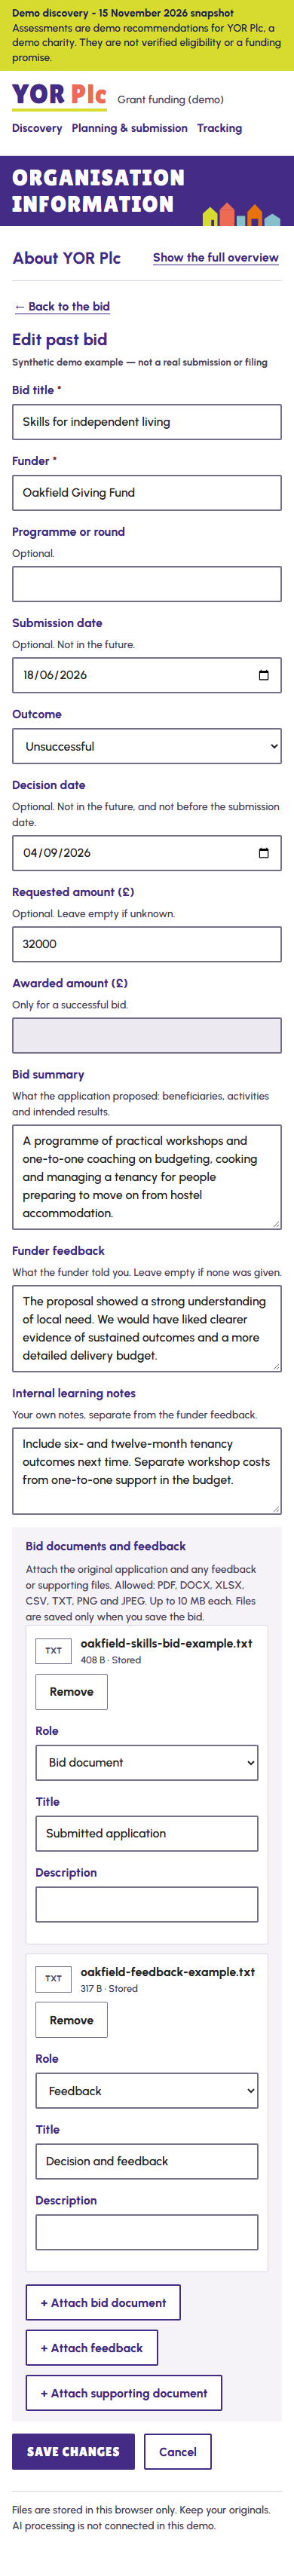 Demo discovery - 15 November 2026 snapshot
Assessments are demo recommendations for YOR Plc, a
demo charity. They are not verified eligibility or a funding
promise.
YOR Plc Grant funding (demo)
Discovery Planning & submission Tracking
ORGANISATION
INFORMATION
About YOR Plc Show the full overview
← Back to the bid
Edit past bid
Synthetic demo example — not a real submission or filing
Bid title *
Skills for independent living
Funder *
Oakfield Giving Fund
Programme or round
Optional.
Submission date
Optional. Not in the future.
18/06/2026
Outcome
Unsuccessful
Decision date
Optional. Not in the future, and not before the submission
date.
04/09/2026
Requested amount (£)
Optional. Leave empty if unknown.
32000
Awarded amount (£)
Only for a successful bid.
Bid summary
What the application proposed: beneficiaries, activities
and intended results.
A programme of practical workshops and
one-to-one coaching on budgeting, cooking
and managing a tenancy for people
preparing to move on from hostel
accommodation.
Funder feedback
What the funder told you. Leave empty if none was given.
The proposal showed a strong understanding
of local need. We would have liked clearer
evidence of sustained outcomes and a more
detailed delivery budget.
Internal learning notes
Your own notes, separate from the funder feedback.
Include six- and twelve-month tenancy
outcomes next time. Separate workshop costs
from one-to-one support in the budget.
Bid documents and feedback
Attach the original application and any feedback
or supporting files. Allowed: PDF, DOCX, XLSX,
CSV, TXT, PNG and JPEG. Up to 10 MB each. Files
are saved only when you save the bid.
TXT oakfield-skills-bid-example.txt
408 B · Stored
Remove
Role
Bid document
Title
Submitted application
Description
TXT oakfield-feedback-example.txt
317 B · Stored
Remove
Role
Feedback
Title
Decision and feedback
Description
+ Attach bid document
+ Attach feedback
+ Attach supporting document
SAVE CHANGES Cancel
Files are stored in this browser only. Keep your originals.
AI processing is not connected in this demo.